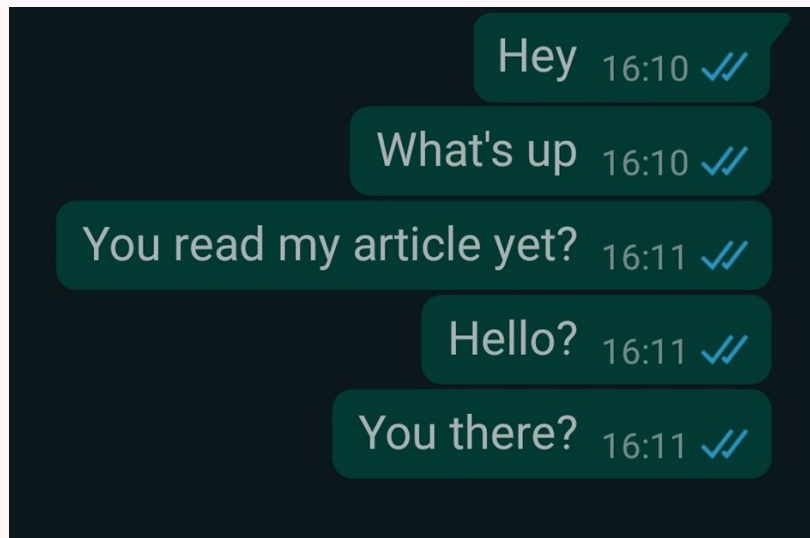 Hey 16:10
What's up 16:10
You read my article yet? 16:11
Hello? 16:11
You there? 16:11